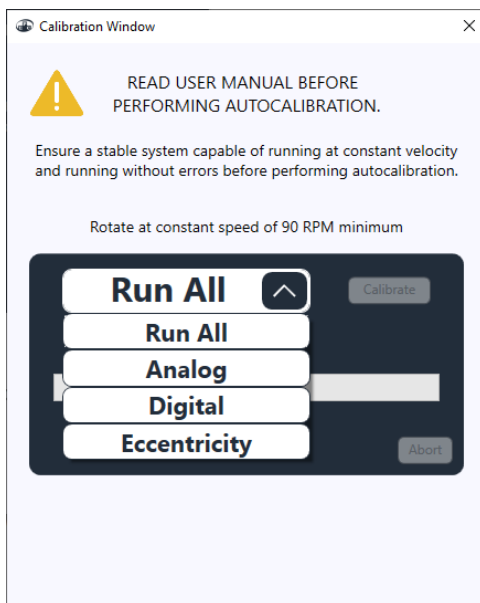 Calibration Window
READ USER MANUAL BEFORE
PERFORMING AUTOCALIBRATION.
Ensure a stable system capable of running at constant velocity
and running without errors before performing autocalibration.
Rotate at constant speed of 90 RPM minimum
Run All
Calibrate
Run All
Analog
Digital
Eccentricity
Abort